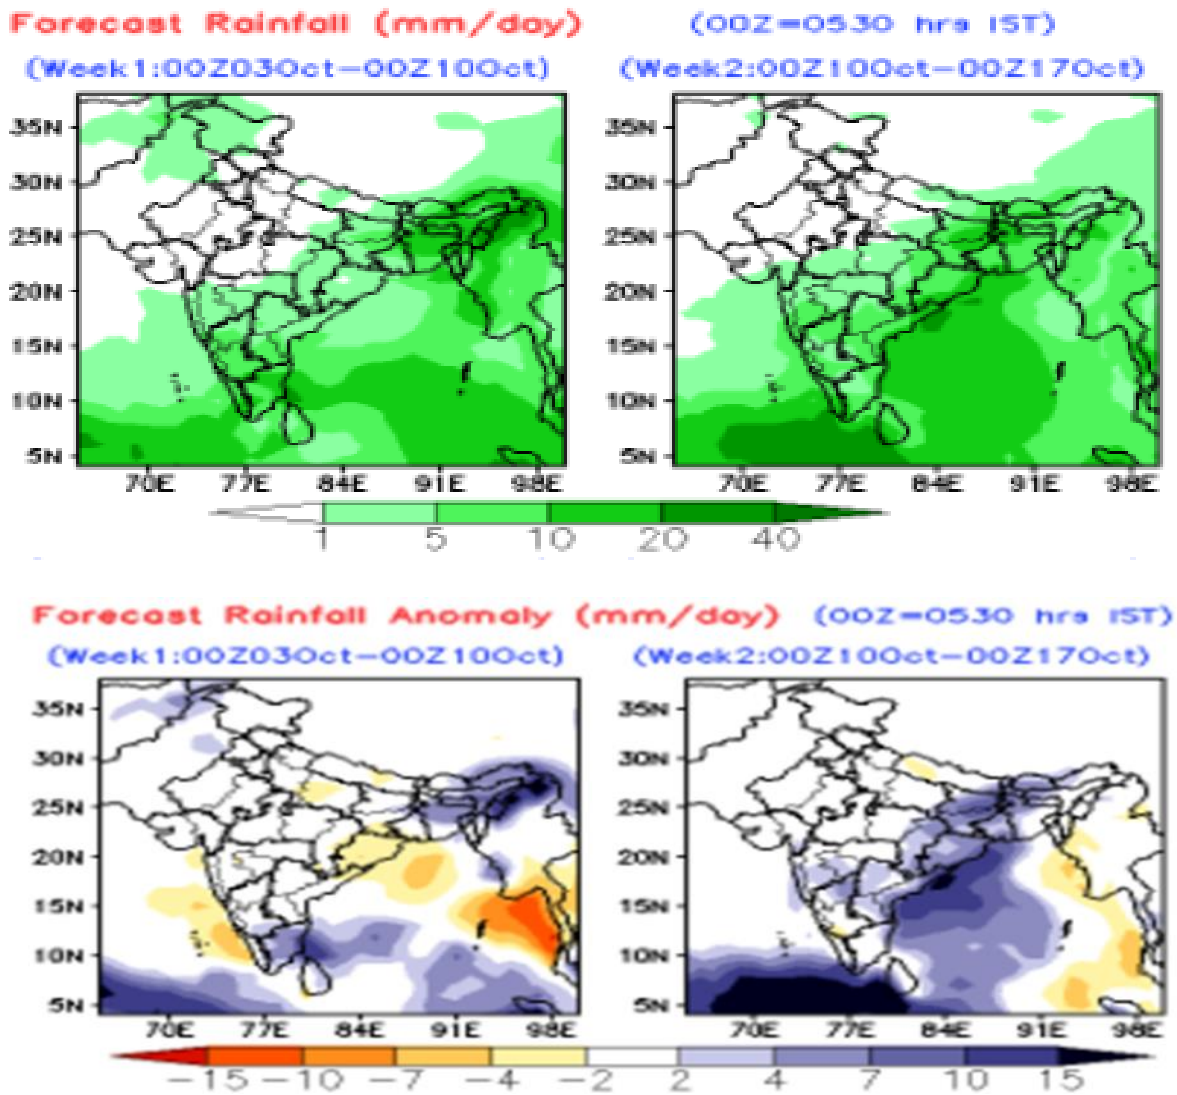 Forecast Rainfall (mm/day) (00Z=0530 hrs IST)
(Week1:00Z03Oct–00Z10Oct) (Week2:00Z10Oct–00Z17Oct)
35N 35N
30N 30N
25N 25N
20N 20N
15N 15N
10N 10N
5N 5N
70E 77E 84E 91E 98E 70E 77E 84E 91E 98E
1 5 10 20 40
Forecast Rainfall Anomaly (mm/day) (00Z=0530 hrs IST)
(Week1:00Z03Oct–00Z10Oct) (Week2:00Z10Oct–00Z17Oct)
35N 35N
30N 30N
25N 25N
20N 20N
15N 15N
10N 10N
5N 5N
70E 77E 84E 91E 98E 70E 77E 84E 91E 98E
−15 −10 −7 −4 −2 2 4 7 10 15